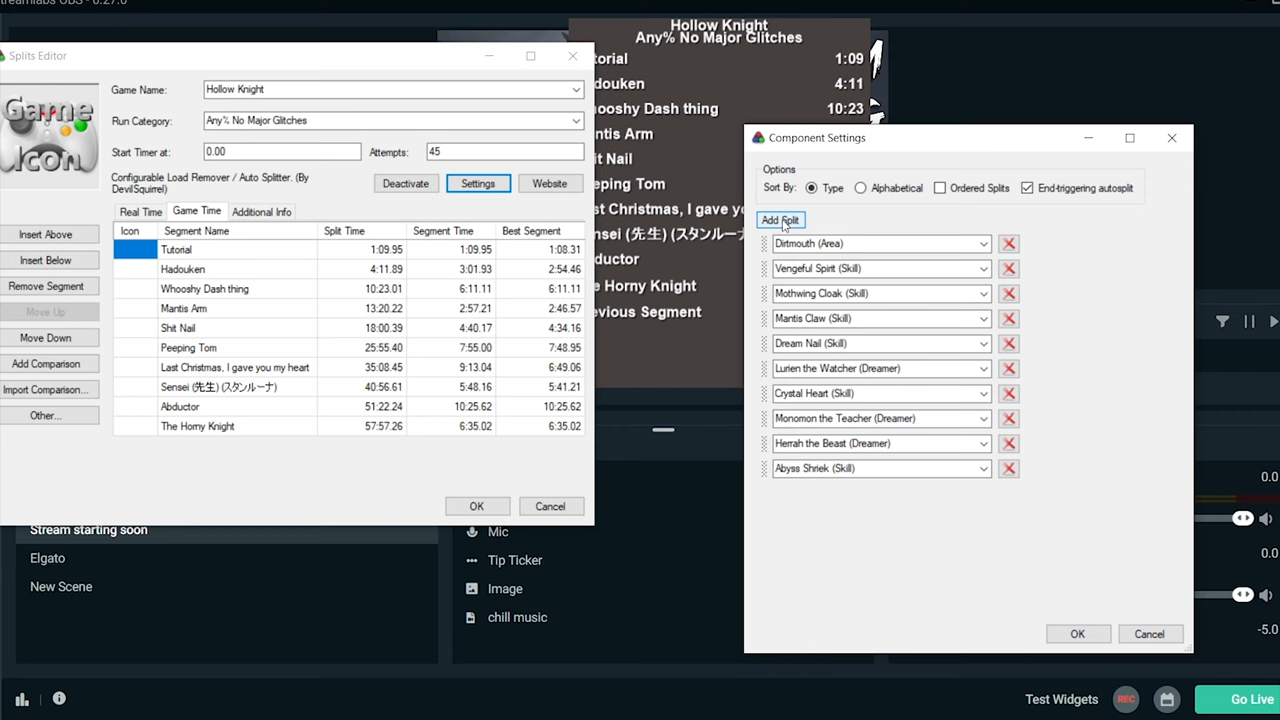 Streamlabs OBS - 0.27.0
Splits Editor
Game Icon
Game Name:
Hollow Knight
Run Category:
Any% No Major Glitches
Start Timer at:
0.00
Attempts:
45
Configurable Load Remover / Auto Splitter. (By DevilSquirrel)
Deactivate
Settings
Website
Real Time
Game Time
Additional Info
Insert Above
Insert Below
Remove Segment
Move Up
Move Down
Add Comparison
Import Comparison...
Other...
Icon Segment Name Split Time Segment Time Best Segment
Tutorial 1:09.95 1:09.95 1:08.31
Hadouken 4:11.89 3:01.93 2:54.46
Whooshy Dash thing 10:23.01 6:11.11 6:11.11
Mantis Arm 13:20.22 2:57.21 2:46.57
Shit Nail 18:00.39 4:40.17 4:34.16
Peeping Tom 25:55.40 7:55.00 7:48.95
Last Christmas, I gave you my heart 35:08.45 9:13.04 6:49.06
Sensei (先生) (スタンルーナ) 40:56.61 5:48.16 5:41.21
Abductor 51:22.24 10:25.62 10:25.62
The Horny Knight 57:57.26 6:35.02 6:35.02
OK
Cancel
Hollow Knight
Any% No Major Glitches
torial 1:09
douken 4:11
hooshy Dash thing 10:23
antis Arm
it Nail
eping Tom
st Christmas, I gave yo
nsei (先生) (スタンルーナ
ductor
e Horny Knight
evious Segment
Component Settings
Options
Sort By:
Type
Alphabetical
Ordered Splits
End-triggering autosplit
Add Split
Dirtmouth (Area)
Vengeful Spirit (Skill)
Mothwing Cloak (Skill)
Mantis Claw (Skill)
Dream Nail (Skill)
Lurien the Watcher (Dreamer)
Crystal Heart (Skill)
Monomon the Teacher (Dreamer)
Herrah the Beast (Dreamer)
Abyss Shriek (Skill)
OK
Cancel
Stream starting soon
Elgato
New Scene
Mic
Tip Ticker
Image
chill music
0.0
0.0
-5.0
Test Widgets
REC
Go Live